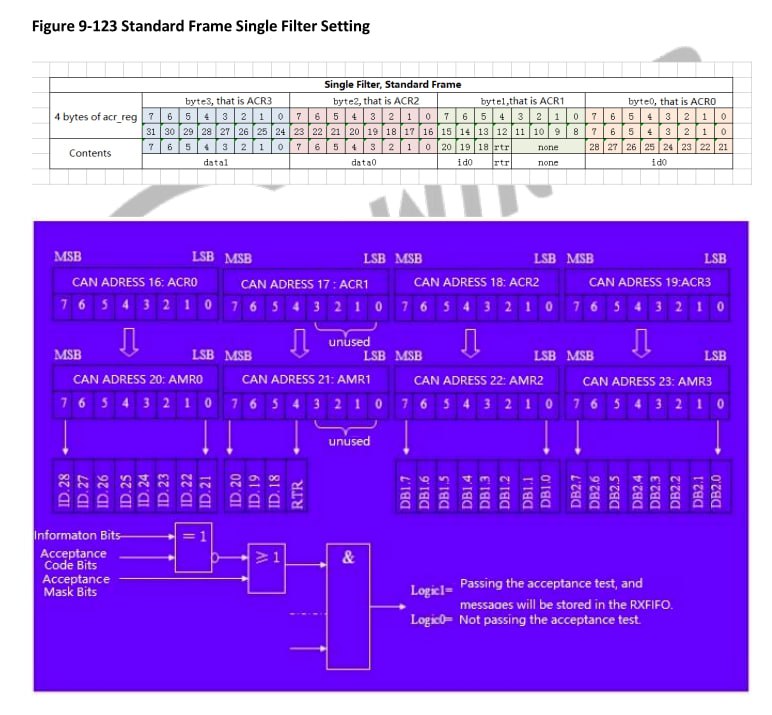 Figure 9-123 Standard Frame Single Filter Setting
Single Filter, Standard Frame
4 bytes of acr_reg byte3, that is ACR3 byte2, that is ACR2 byte1,that is ACR1 byte0, that is ACR0
7 6 5 4 3 2 1 0 7 6 5 4 3 2 1 0 7 6 5 4 3 2 1 0 7 6 5 4 3 2 1 0
31 30 29 28 27 26 25 24 23 22 21 20 19 18 17 16 15 14 13 12 11 10 9 8 7 6 5 4 3 2 1 0
Contents 7 6 5 4 3 2 1 0 7 6 5 4 3 2 1 0 20 19 18 rtr none 28 27 26 25 24 23 22 21
data1 data0 id0 rtr none id0
WIN
MSB LSB MSB LSB MSB LSB MSB LSB
CAN ADRESS 16: ACR0 CAN ADRESS 17 : ACR1 CAN ADRESS 18: ACR2 CAN ADRESS 19:ACR3
7 6 5 4 3 2 1 0 7 6 5 4 3 2 1 0 7 6 5 4 3 2 1 0 7 6 5 4 3 2 1 0
unused
MSB LSB MSB LSB MSB LSB MSB LSB
CAN ADRESS 20: AMR0 CAN ADRESS 21: AMR1 CAN ADRESS 22: AMR2 CAN ADRESS 23: AMR3
7 6 5 4 3 2 1 0 7 6 5 4 3 2 1 0 7 6 5 4 3 2 1 0 7 6 5 4 3 2 1 0
unused
ID.28 ID.27 ID.26 ID.25 ID.24 ID.23 ID.22 ID.21 ID.20 ID.19 ID.18 RTR DB1.7 DB1.6 DB1.5 DB1.4 DB1.3 DB1.2 DB1.1 DB1.0 DB2.7 DB2.6 DB2.5 DB2.4 DB2.3 DB2.2 DB2.1 DB2.0
Informaton Bits = 1
Acceptance
Code Bits ≥ 1 &
Acceptance
Mask Bits
Logic1= Passing the acceptance test, and
messages will be stored in the RXFIFO.
Logic0= Not passing the acceptance test.